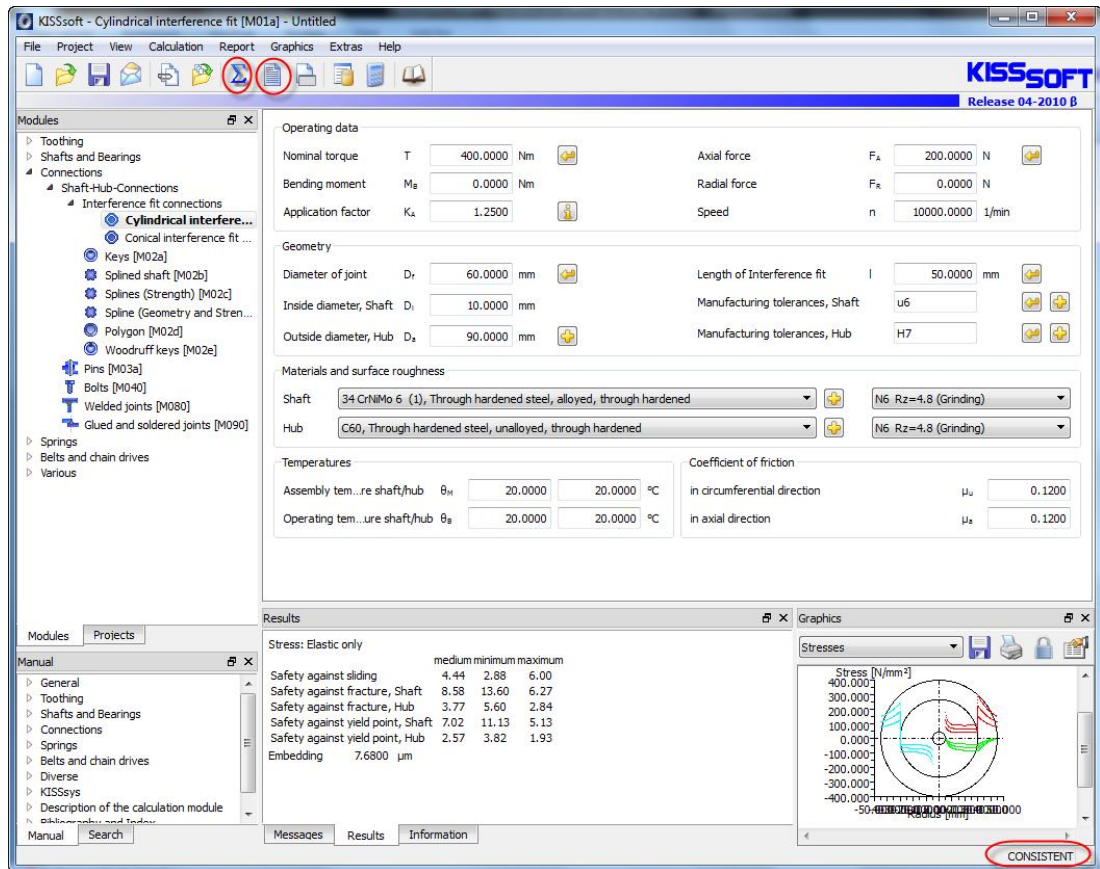 KISSsoft - Cylindrical interference fit [M01a] - Untitled
File Project View Calculation Report Graphics Extras Help
KISSSOFT
Release 04-2010 β
Modules
Toothing
Shafts and Bearings
Connections
Shaft-Hub-Connections
Interference fit connections
Cylindrical interfere...
Conical interference fit ...
Keys [M02a]
Splined shaft [M02b]
Splines (Strength) [M02c]
Spline (Geometry and Stren...
Polygon [M02d]
Woodruff keys [M02e]
Pins [M03a]
Bolts [M040]
Welded joints [M080]
Glued and soldered joints [M090]
Springs
Belts and chain drives
Various
Modules Projects
Manual
General
Toothing
Shafts and Bearings
Connections
Springs
Belts and chain drives
Diverse
KISSsys
Description of the calculation module
Bibliography and Index
Manual Search
Operating data
Nominal torque T 400.0000 Nm Axial force FA 200.0000 N
Bending moment MB 0.0000 Nm Radial force FR 0.0000 N
Application factor KA 1.2500 Speed n 10000.0000 1/min
Geometry
Diameter of joint DF 60.0000 mm Length of Interference fit l 50.0000 mm
Inside diameter, Shaft DI 10.0000 mm Manufacturing tolerances, Shaft u6
Outside diameter, Hub Da 90.0000 mm Manufacturing tolerances, Hub H7
Materials and surface roughness
Shaft 34 CrNiMo 6 (1), Through hardened steel, alloyed, through hardened N6 Rz=4.8 (Grinding)
Hub C60, Through hardened steel, unalloyed, through hardened N6 Rz=4.8 (Grinding)
Temperatures Coefficient of friction
Assembly tem...re shaft/hub θM 20.0000 20.0000 °C in circumferential direction µu 0.1200
Operating tem...ure shaft/hub θB 20.0000 20.0000 °C in axial direction µa 0.1200
Results
Stress: Elastic only
medium minimum maximum
Safety against sliding 4.44 2.88 6.00
Safety against fracture, Shaft 8.58 13.60 6.27
Safety against fracture, Hub 3.77 5.60 2.84
Safety against yield point, Shaft 7.02 11.13 5.13
Safety against yield point, Hub 2.57 3.82 1.93
Embedding 7.6800 µm
Messages Results Information
Graphics
Stresses
Stress [N/mm²]
400.000
300.000
200.000
100.000
0.000
-100.000
-200.000
-300.000
-400.000
Radius [mm]
CONSISTENT